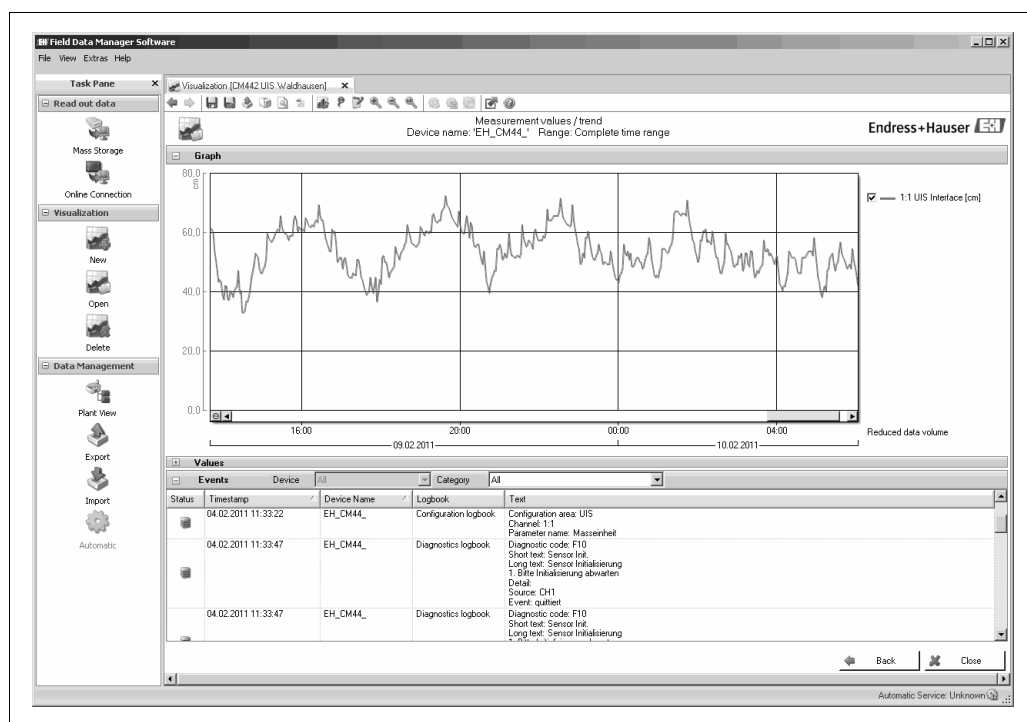 Field Data Manager Software
File View Extras Help
Task Pane
Read out data
Mass Storage
Online Connection
Visualization
New
Open
Delete
Data Management
Plant View
Export
Import
Automatic
Visualization [CM442 UIS Waldhausen]
Measurement values / trend
Device name: 'EH_CM44_' Range: Complete time range
Endress+Hauser EH
Graph
80,0
cm
60,0
40,0
20,0
0,0
16:00 20:00 00:00 04:00
09.02.2011 10.02.2011
1:1 UIS Interface [cm]
Reduced data volume
Values
Events Device All Category All
Status Timestamp Device Name Logbook Text
04.02.2011 11:33:22 EH_CM44_ Configuration logbook Configuration area: UIS
Channel: 1:1
Parameter name: Masseinheit
04.02.2011 11:33:47 EH_CM44_ Diagnostics logbook Diagnostic code: F10
Short text: Sensor Init.
Long text: Sensor Initialisierung
1. Bitte Initialisierung abwarten
Detail:
Source: CH1
Event: quittiert
04.02.2011 11:33:47 EH_CM44_ Diagnostics logbook Diagnostic code: F10
Short text: Sensor Init.
Long text: Sensor Initialisierung
Back Close
Automatic Service: Unknown